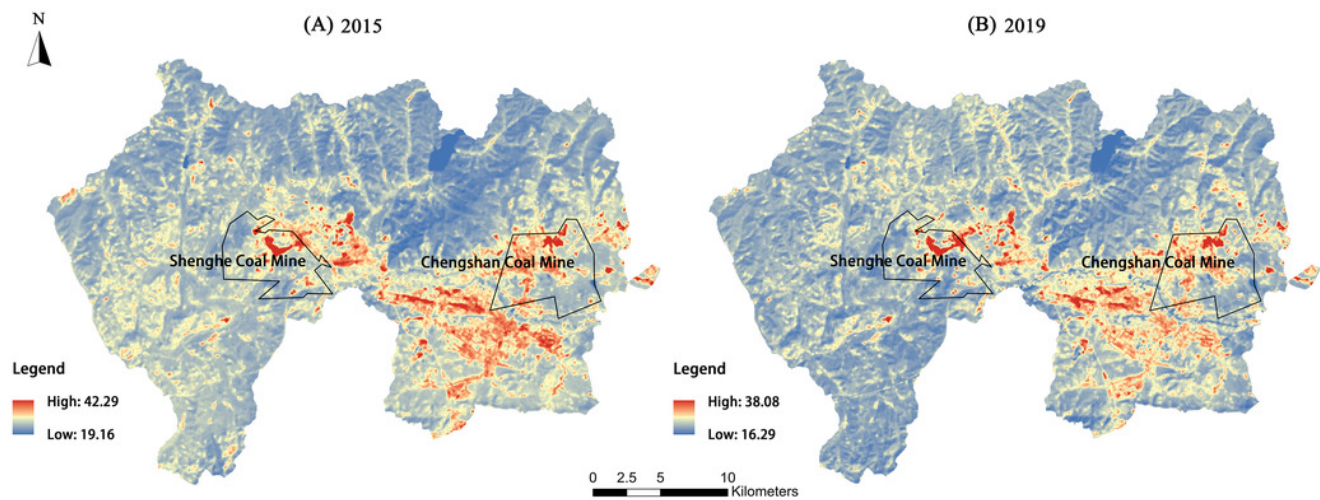 N
(A) 2015
(B) 2019
Shenghe Coal Mine
Chengshan Coal Mine
Shenghe Coal Mine
Chengshan Coal Mine
Legend
High: 42.29
Low: 19.16
Legend
High: 38.08
Low: 16.29
0 2.5 5 10
Kilometers